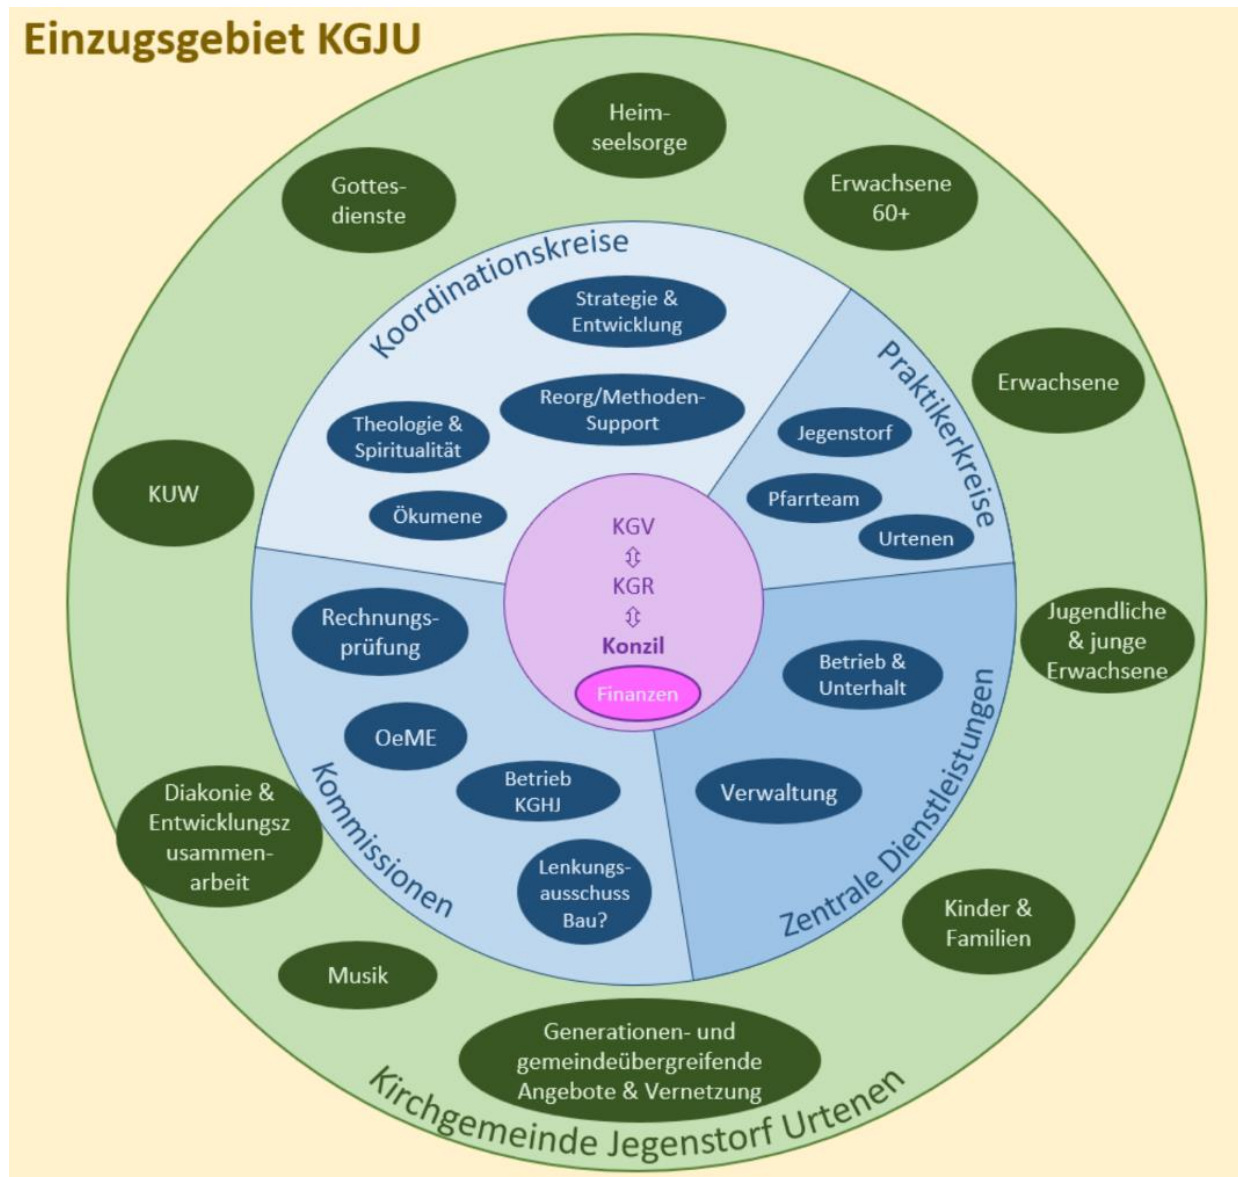 Einzugsgebiet KGJU
Heim-
seelsorge
Gottes-
dienste
Erwachsene
60+
Koordinationskreise
Strategie &
Entwicklung
Reorg/Methoden-
Support
Theologie &
Spiritualität
Ökumene
Praktikerkreise
Jegenstorf
Pfarrteam
Urtenen
Erwachsene
KUW
KGV
⇳
KGR
⇳
Konzil
Finanzen
Rechnungs-
prüfung
OeME
Betrieb
KGHJ
Lenkungs-
ausschuss
Bau?
Kommissionen
Betrieb &
Unterhalt
Verwaltung
Zentrale Dienstleistungen
Jugendliche
& junge
Erwachsene
Diakonie &
Entwicklungsz
usammen-
arbeit
Kinder &
Familien
Musik
Generationen- und
gemeindeübergreifende
Angebote & Vernetzung
Kirchgemeinde Jegenstorf Urtenen